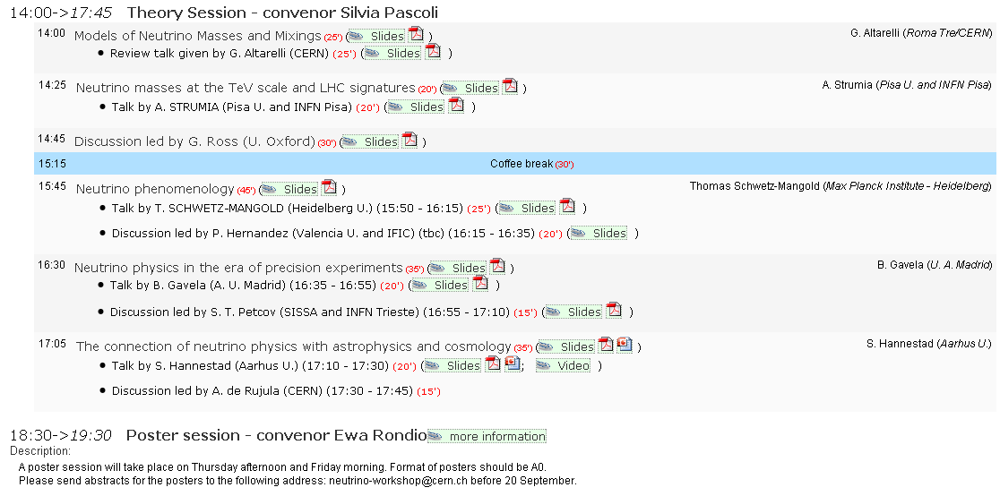 14:00->17:45 Theory Session - convenor Silvia Pascoli
14:00 Models of Neutrino Masses and Mixings (25') ( Slides ) G. Altarelli (Roma Tre/CERN)
• Review talk given by G. Altarelli (CERN) (25') ( Slides )
14:25 Neutrino masses at the TeV scale and LHC signatures (20') ( Slides ) A. Strumia (Pisa U. and INFN Pisa)
• Talk by A. STRUMIA (Pisa U. and INFN Pisa) (20') ( Slides )
14:45 Discussion led by G. Ross (U. Oxford) (30') ( Slides )
15:15 Coffee break (30')
15:45 Neutrino phenomenology (45') ( Slides ) Thomas Schwetz-Mangold (Max Planck Institute - Heidelberg)
• Talk by T. SCHWETZ-MANGOLD (Heidelberg U.) (15:50 - 16:15) (25') ( Slides )
• Discussion led by P. Hernandez (Valencia U. and IFIC) (tbc) (16:15 - 16:35) (20') ( Slides )
16:30 Neutrino physics in the era of precision experiments (35') ( Slides ) B. Gavela (U. A. Madrid)
• Talk by B. Gavela (A. U. Madrid) (16:35 - 16:55) (20') ( Slides )
• Discussion led by S. T. Petcov (SISSA and INFN Trieste) (16:55 - 17:10) (15') ( Slides )
17:05 The connection of neutrino physics with astrophysics and cosmology (35') ( Slides ) S. Hannestad (Aarhus U.)
• Talk by S. Hannestad (Aarhus U.) (17:10 - 17:30) (20') ( Slides ; Video )
• Discussion led by A. de Rujula (CERN) (17:30 - 17:45) (15')
18:30->19:30 Poster session - convenor Ewa Rondio more information
Description:
A poster session will take place on Thursday afternoon and Friday morning. Format of posters should be A0.
Please send abstracts for the posters to the following address: neutrino-workshop@cern.ch before 20 September.